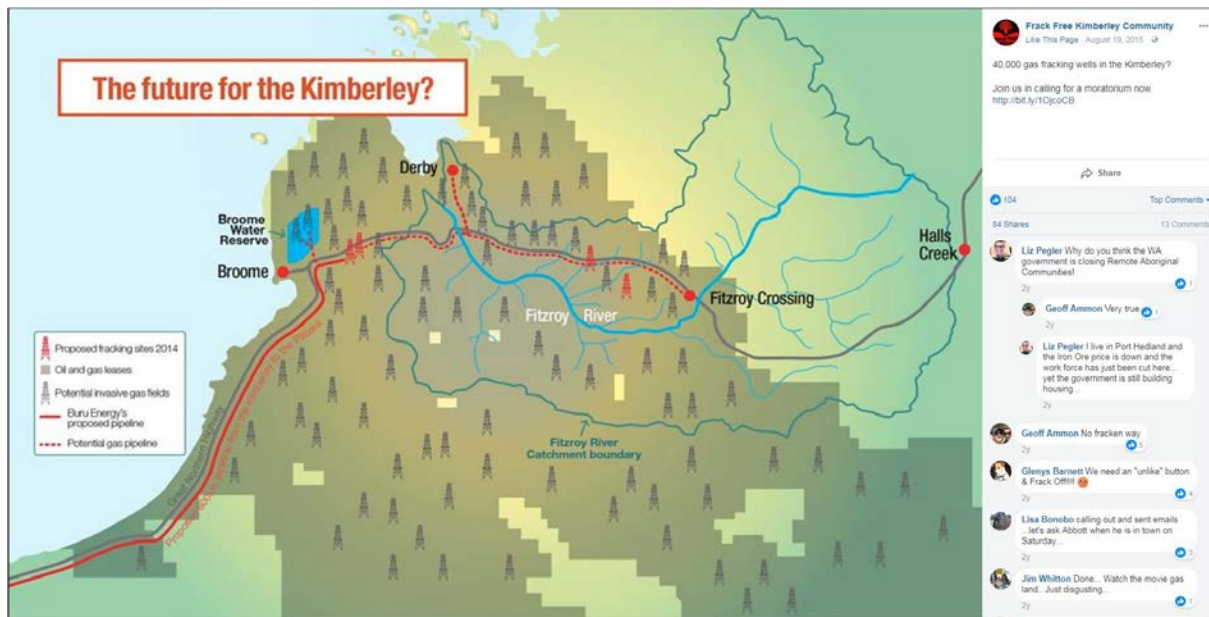 The future for the Kimberley?
Derby
Broome
Water
Reserve
Broome
Halls
Creek
Fitzroy Crossing
Fitzroy River
Fitzroy River
Catchment boundary
Great Northern Highway
Proposed fracking sites 2014
Oil and gas leases
Potential invasive gas fields
Buru Energy's
proposed pipeline
Potential gas pipeline
Frack Free Kimberley Community
Like This Page · August 19, 2015 ·
40,000 gas fracking wells in the Kimberley?
Join us in calling for a moratorium now
http://bit.ly/1OjcoCB
Share
104
Top Comments
84 Shares
13 Comments
Liz Pegler Why do you think the WA
government is closing Remote Aboriginal
Communities!
1
2y
Geoff Ammon Very true
1
2y
Liz Pegler I live in Port Hedland and
the Iron Ore price is down and the
work force has just been cut here...
yet the government is still building
housing...
2y
Geoff Ammon No fracken way
5
2y
Glenys Barnett We need an "unlike" button
& Frack Off!!!!
4
2y
Lisa Bonobo calling out and sent emails
...let's ask Abbott when he is in town on
Saturday...
3
2y
Jim Whitton Done... Watch the movie gas
land.. Just disgusting...
1
2y